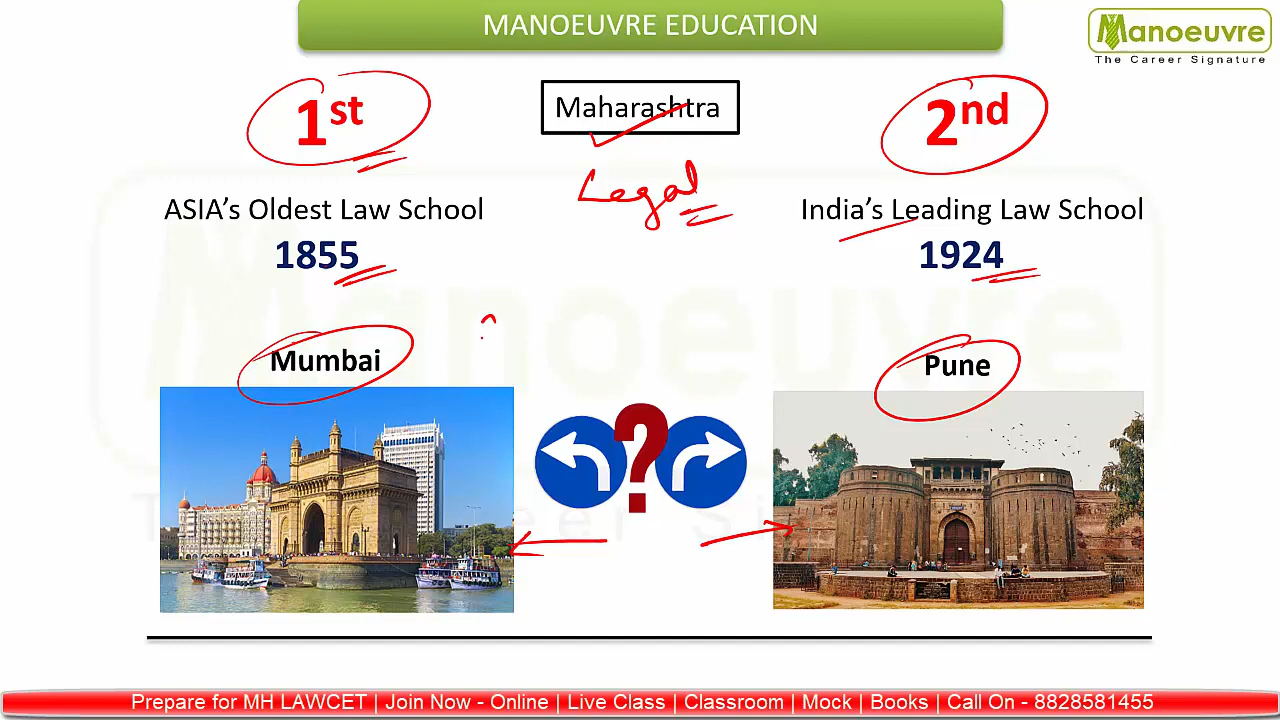 MANOEUVRE EDUCATION
Manoeuvre
The Career Signature
1st
Maharashtra
2nd
Legal
ASIA's Oldest Law School
1855
India's Leading Law School
1924
Mumbai
Pune
?
Prepare for MH LAWCET | Join Now - Online | Live Class | Classroom | Mock | Books | Call On - 8828581455